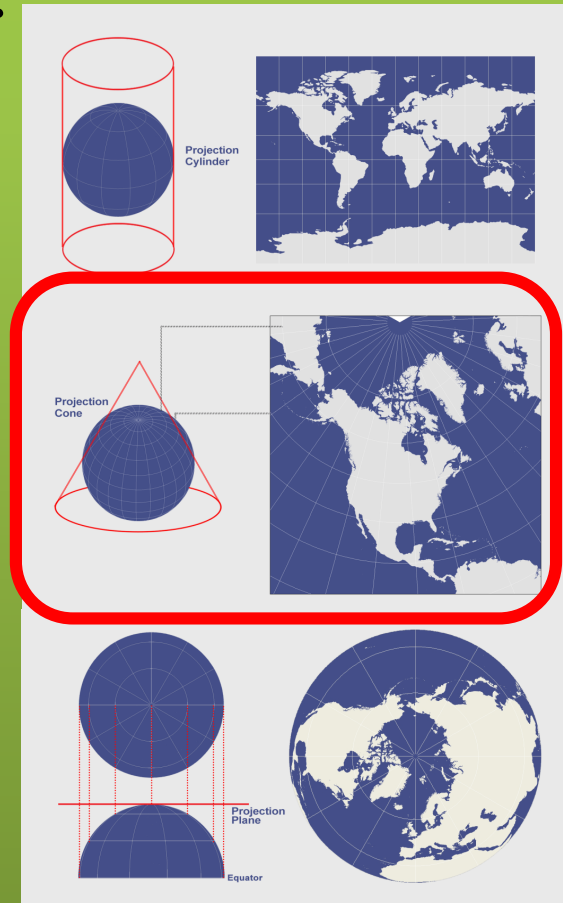 Projection
Cylinder
Projection
Cone
Projection
Plane
Equator